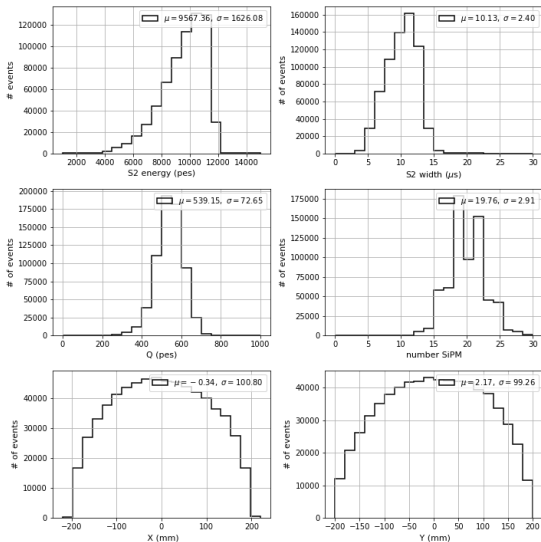 # events
120000
100000
80000
60000
40000
20000
0
μ = 9567.36, σ = 1626.08
2000 4000 6000 8000 10000 12000 14000
S2 energy (pes)
# of events
160000
140000
120000
100000
80000
60000
40000
20000
0
μ = 10.13, σ = 2.40
0 5 10 15 20 25 30
S2 width (μs)
# of events
200000
175000
150000
125000
100000
75000
50000
25000
0
μ = 539.15, σ = 72.65
0 200 400 600 800 1000
Q (pes)
# of events
175000
150000
125000
100000
75000
50000
25000
0
μ = 19.76, σ = 2.91
0 5 10 15 20 25 30
number SiPM
# of events
40000
30000
20000
10000
0
μ = −0.34, σ = 100.80
−200 −100 0 100 200
X (mm)
# of events
40000
30000
20000
10000
0
μ = 2.17, σ = 99.26
−200 −150 −100 −50 0 50 100 150 200
Y (mm)